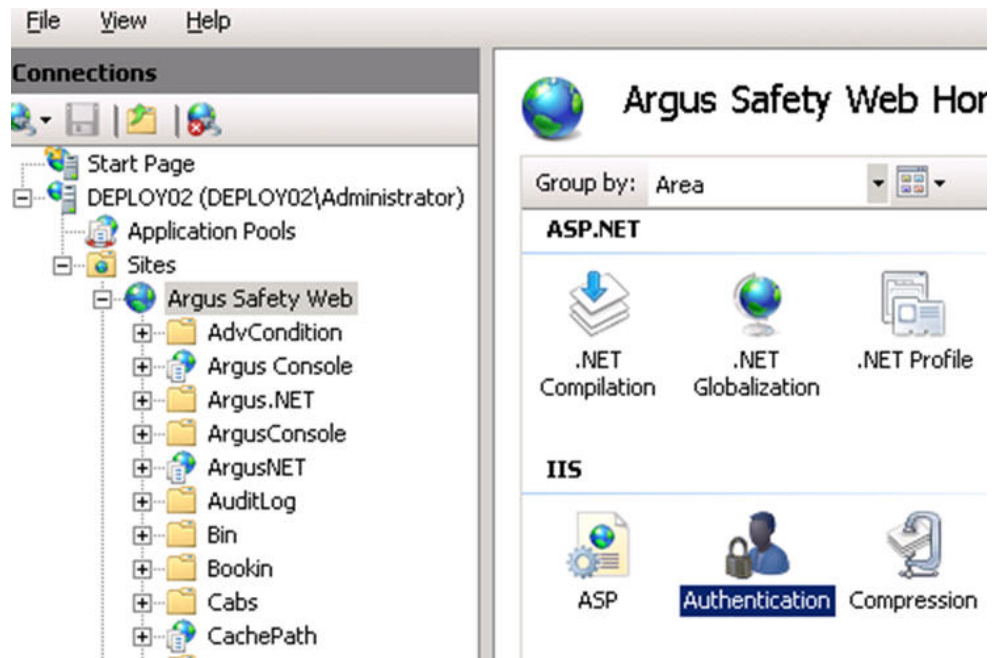 File View Help
Connections
Start Page
DEPLOY02 (DEPLOY02\Administrator)
Application Pools
Sites
Argus Safety Web
AdvCondition
Argus Console
Argus.NET
ArgusConsole
ArgusNET
AuditLog
Bin
Bookin
Cabs
CachePath
Argus Safety Web Hor
Group by: Area
ASP.NET
.NET Compilation
.NET Globalization
.NET Profile
IIS
ASP
Authentication
Compression